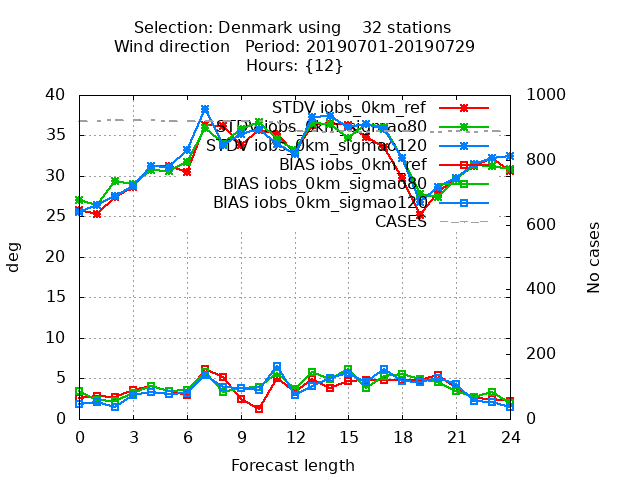 Selection: Denmark using    32 stations
Wind direction   Period: 20190701-20190729
Hours: {12}
40
35
30
25
20
15
10
5
0
deg
1000
800
600
400
200
0
No cases
STDV iobs_0km_ref
STDV iobs_0km_sigmao80
STDV iobs_0km_sigmao120
BIAS iobs_0km_ref
BIAS iobs_0km_sigmao80
BIAS iobs_0km_sigmao120
CASES
0 3 6 9 12 15 18 21 24
Forecast length